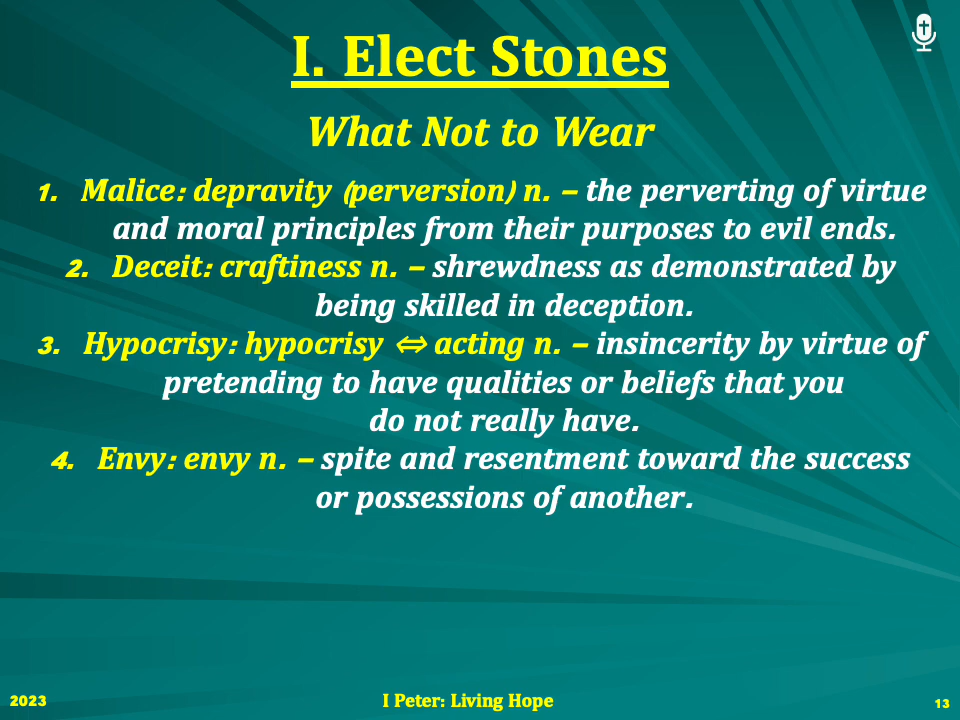 I. Elect Stones
What Not to Wear
1. Malice: depravity (perversion) n. – the perverting of virtue
and moral principles from their purposes to evil ends.
2. Deceit: craftiness n. – shrewdness as demonstrated by
being skilled in deception.
3. Hypocrisy: hypocrisy ⇔ acting n. – insincerity by virtue of
pretending to have qualities or beliefs that you
do not really have.
4. Envy: envy n. – spite and resentment toward the success
or possessions of another.
2023
I Peter: Living Hope
13